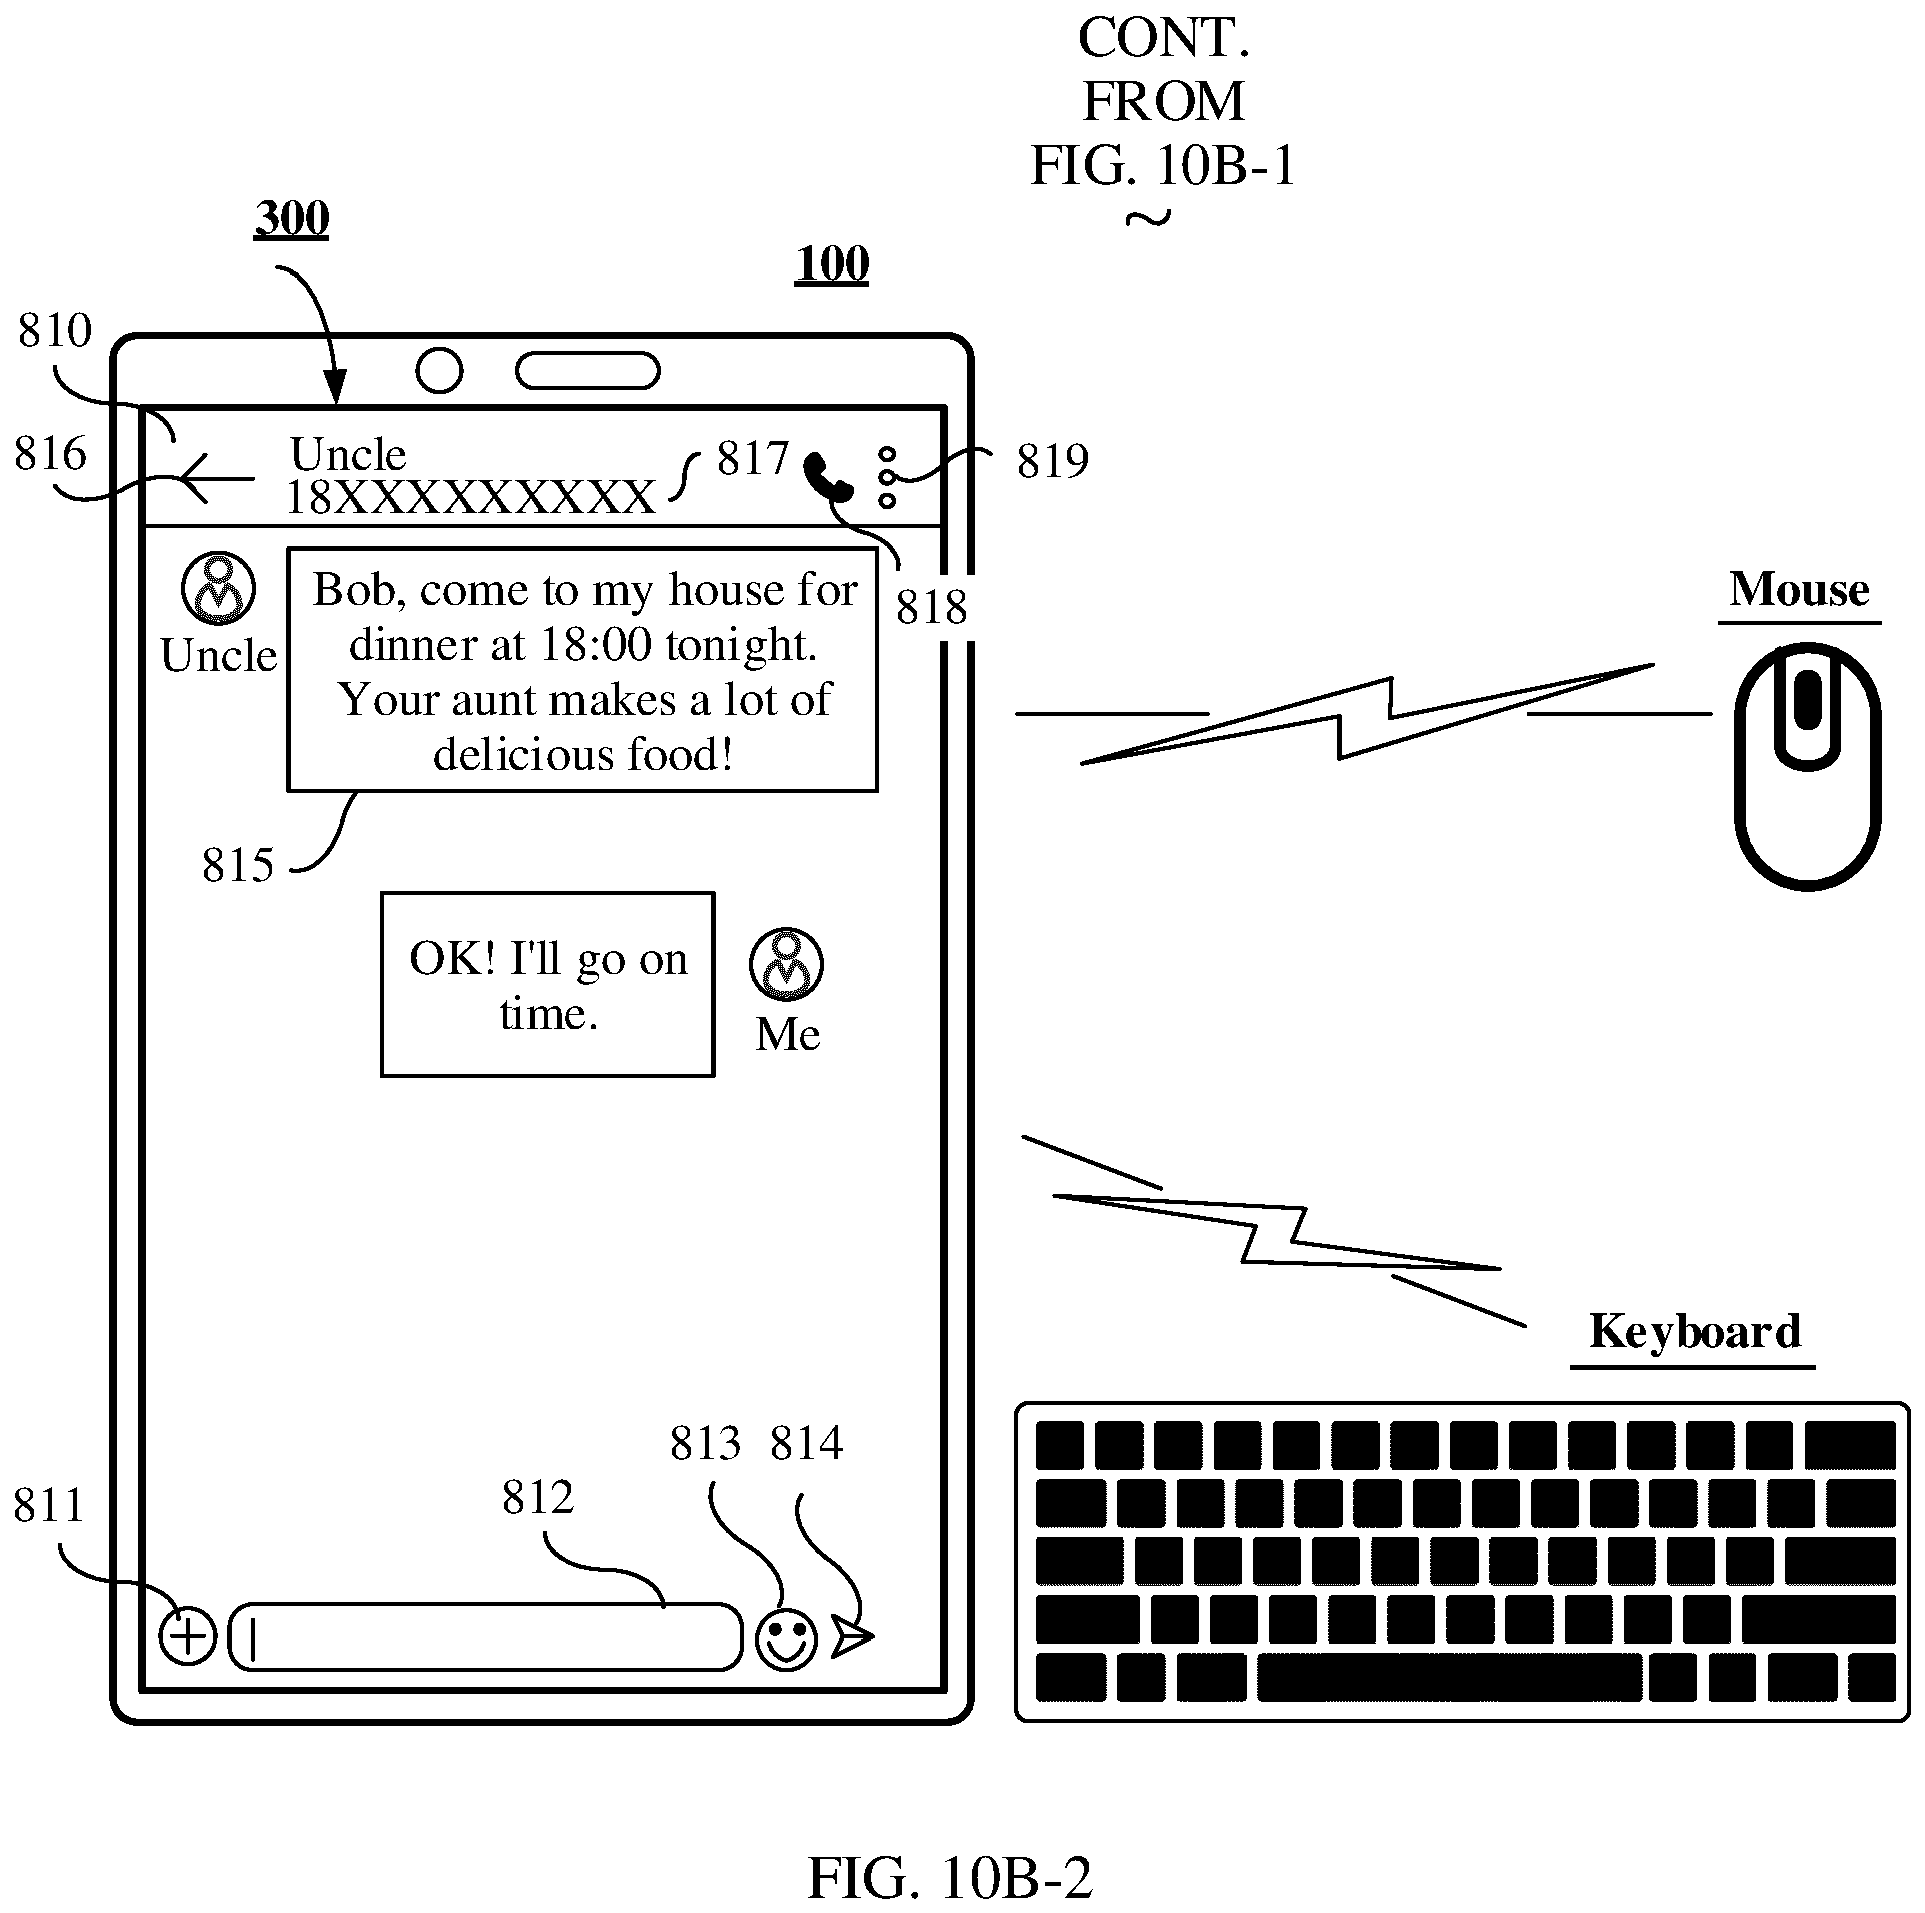 CONT.
FROM
FIG. 10B-1
~
300
100
810
816
Uncle
18XXXXXXXXX
817
819
818
Uncle
Bob, come to my house for
dinner at 18:00 tonight.
Your aunt makes a lot of
delicious food!
815
Mouse
OK! I'll go on
time.
Me
Keyboard
813
814
812
811
FIG. 10B-2